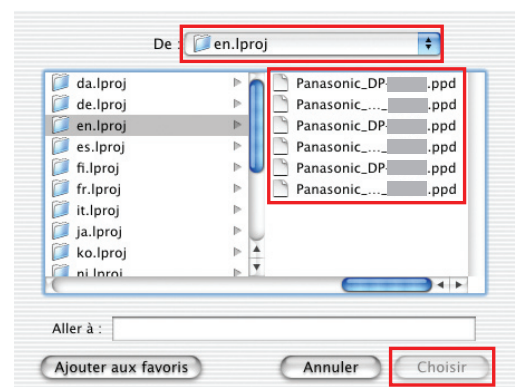 De : en.lproj
da.lproj
de.lproj
en.lproj
es.lproj
fi.lproj
fr.lproj
it.lproj
ja.lproj
ko.lproj
nl.lproj
Panasonic_DP- .ppd
Panasonic_..._ .ppd
Panasonic_DP- .ppd
Panasonic_..._ .ppd
Panasonic_DP- .ppd
Panasonic_..._ .ppd
Aller à :
Ajouter aux favoris
Annuler
Choisir